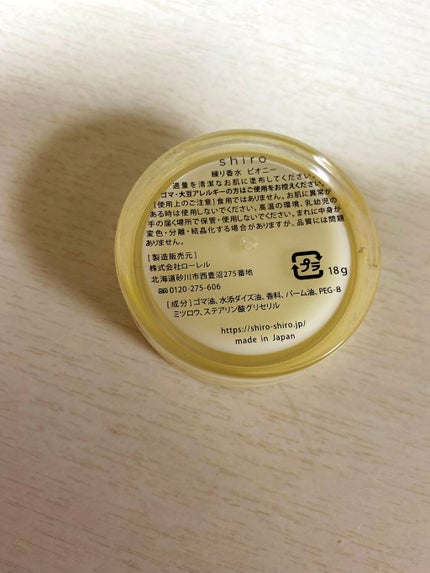 shiro
練り香水 ピオニー
適量を清潔なお肌に塗布してください。
ゴマ・大豆アレルギーの方はご使用をお控えください。
［使用上のご注意］食用ではありません。お肌に異常が
ある時は使用しないでください。高温の環境、乳幼児の
手の届く場所で保管・使用しないでください。まれに中身が
変色・分離・結晶化する場合がありますが、品質には問題
ありません。
［製造販売元］
株式会社ローレル
北海道砂川市西豊沼275番地
0120-275-606
プラ 18g
［成分］ゴマ油、水添ダイズ油、香料、パーム油、PEG-8
ミツロウ、ステアリン酸グリセリル
https://shiro-shiro.jp/
made in Japan